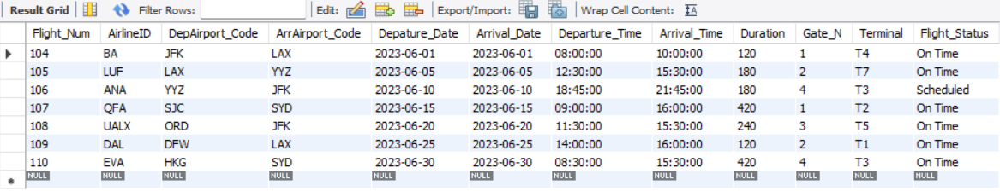 Result Grid Filter Rows: Edit: Export/Import: Wrap Cell Content: IA
Flight_Num AirlineID DepAirport_Code ArrAirport_Code Depature_Date Arrival_Date Departure_Time Arrival_Time Duration Gate_N Terminal Flight_Status
104 BA JFK LAX 2023-06-01 2023-06-01 08:00:00 10:00:00 120 1 T4 On Time
105 LUF LAX YYZ 2023-06-05 2023-06-05 12:30:00 15:30:00 180 2 T7 On Time
106 ANA YYZ JFK 2023-06-10 2023-06-10 18:45:00 21:45:00 180 4 T3 Scheduled
107 QFA SJC SYD 2023-06-15 2023-06-15 09:00:00 16:00:00 420 1 T2 On Time
108 UALX ORD JFK 2023-06-20 2023-06-20 11:30:00 15:30:00 240 3 T5 On Time
109 DAL DFW LAX 2023-06-25 2023-06-25 14:00:00 16:00:00 120 2 T1 On Time
110 EVA HKG SYD 2023-06-30 2023-06-30 08:30:00 15:30:00 420 4 T3 On Time
NULL NULL NULL NULL NULL NULL NULL NULL NULL NULL NULL NULL